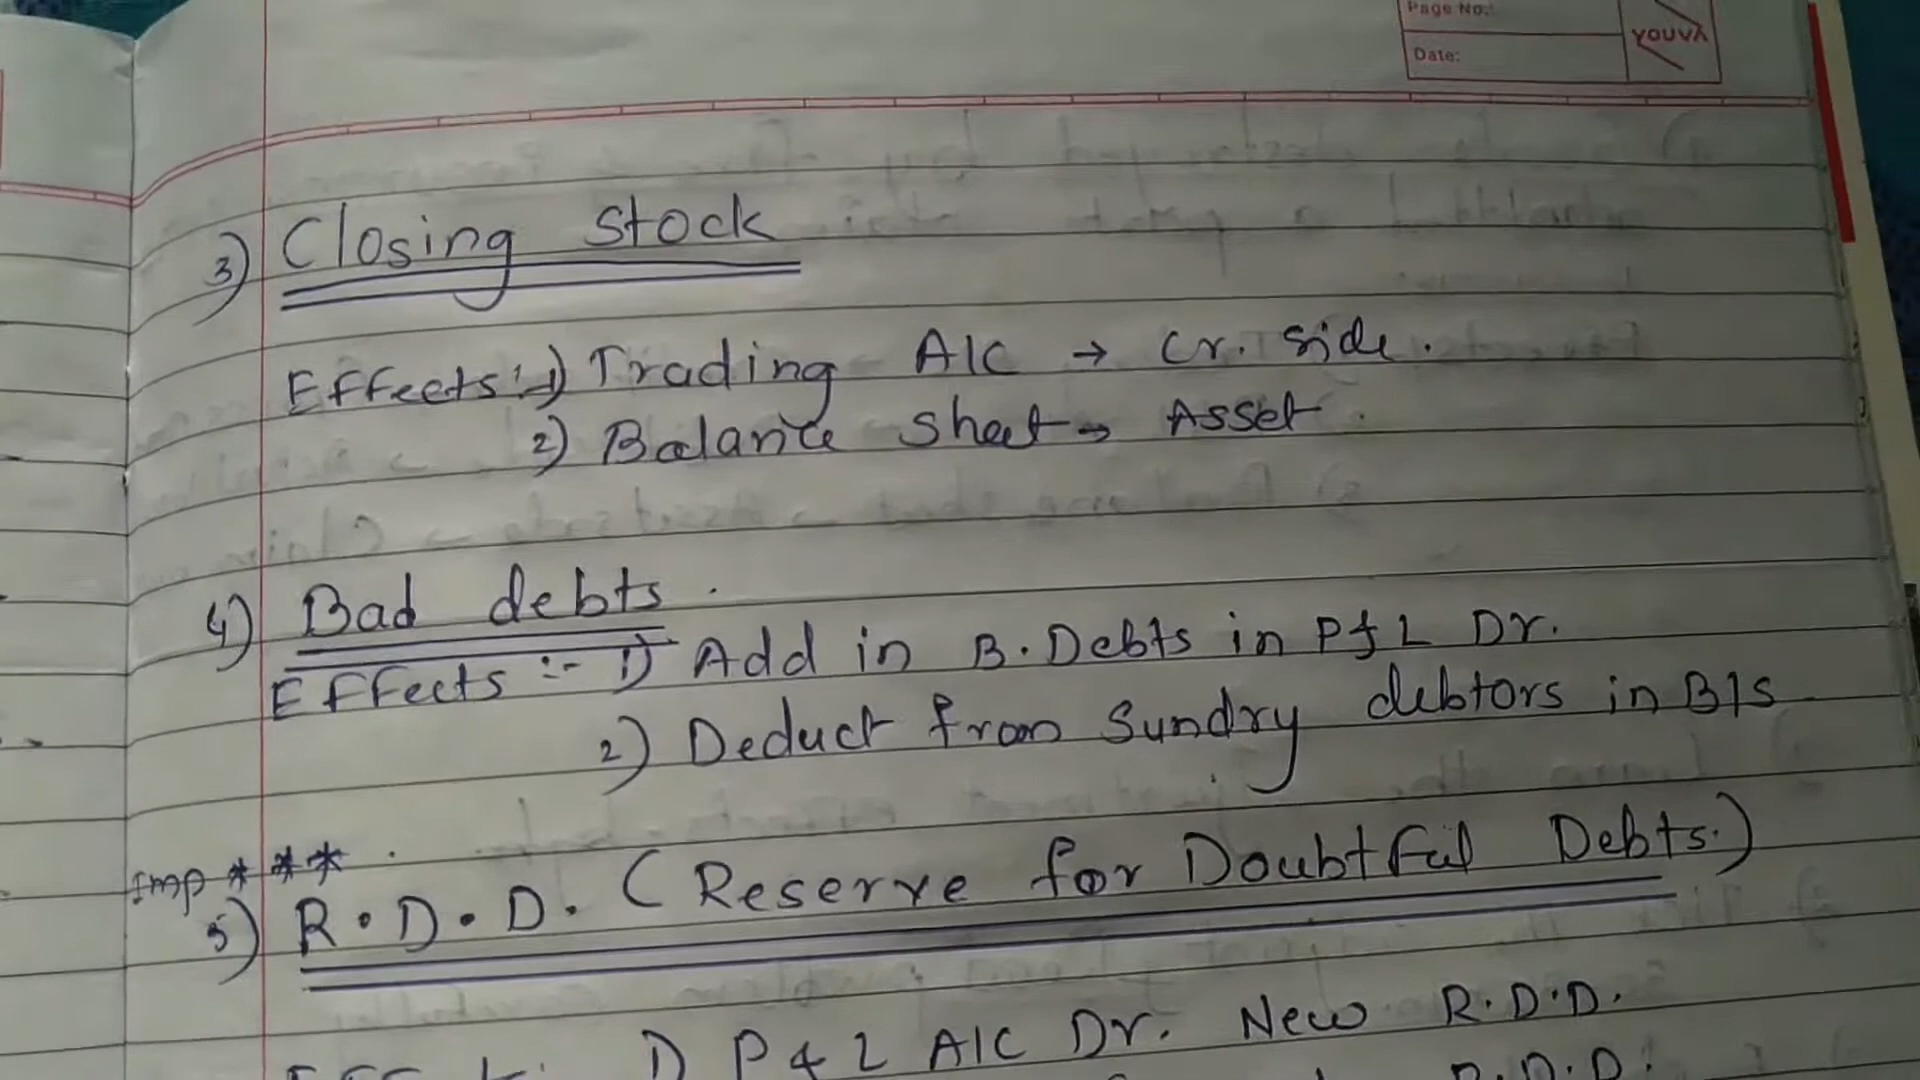 Page No.:
Date:
YOUVA
3) Closing stock
Effects:- 1) Trading A/C → Cr. side.
2) Balance sheet → Asset.
4) Bad debts.
Effects :- 1) Add in B. Debts in P & L Dr.
2) Deduct from Sundry debtors in B/S
Imp * * *
5) R.D.D. (Reserve for Doubtful Debts.)
1) P & L A/C Dr. New R.D.D.
R.D.D.